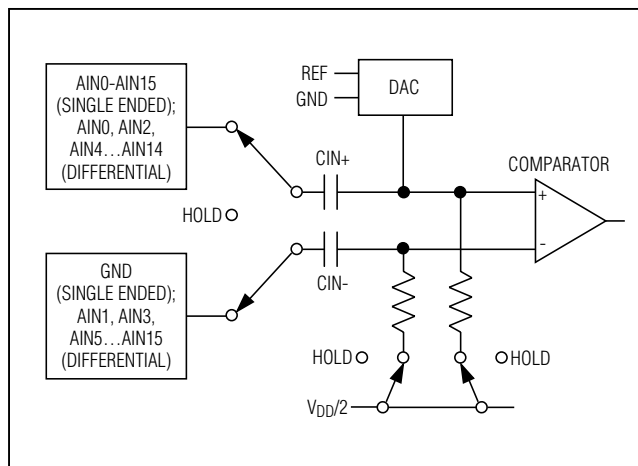 AIN0-AIN15
(SINGLE ENDED);
AIN0, AIN2,
AIN4…AIN14
(DIFFERENTIAL)
REF
GND
DAC
CIN+
COMPARATOR
+
-
HOLD
GND
(SINGLE ENDED);
AIN1, AIN3,
AIN5…AIN15
(DIFFERENTIAL)
CIN-
HOLD
HOLD
VDD/2